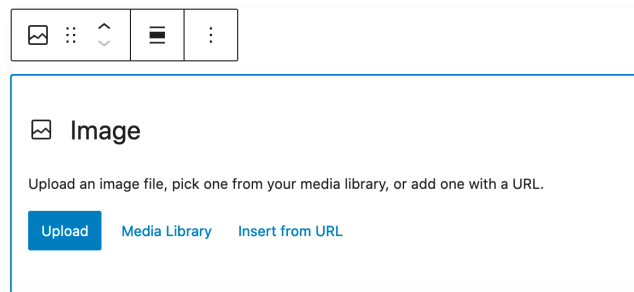 Image
Upload an image file, pick one from your media library, or add one with a URL.
Upload Media Library Insert from URL